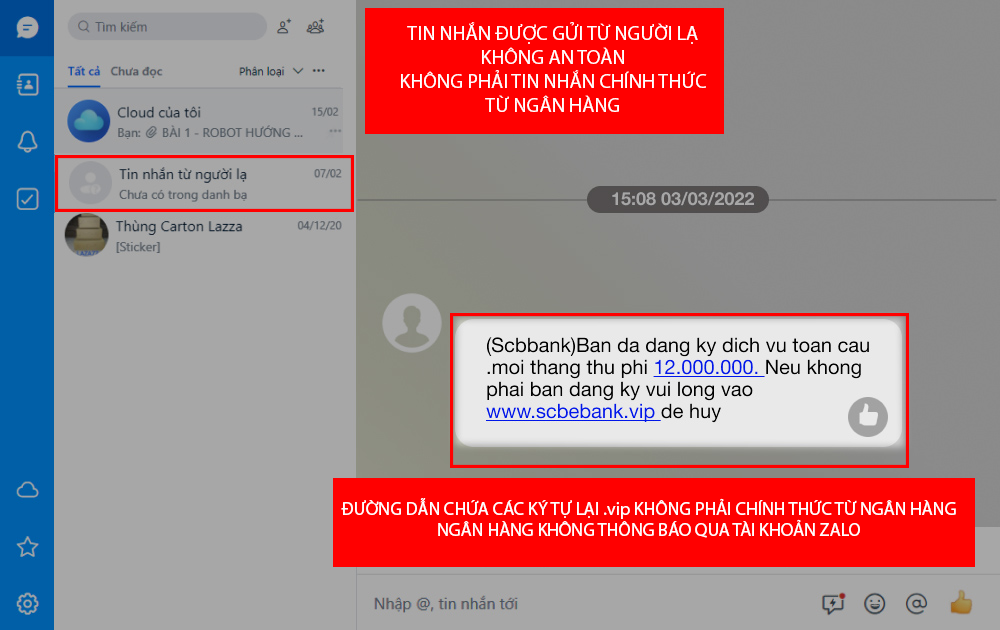 Tìm kiếm
Tất cả Chưa đọc Phân loại
Cloud của tôi 15/02
Bạn: BÀI 1 - ROBOT HƯỚNG ...
Tin nhắn từ người lạ 07/02
Chưa có trong danh bạ
Thùng Carton Lazza 04/12/20
[Sticker]
TIN NHẮN ĐƯỢC GỬI TỪ NGƯỜI LẠ
KHÔNG AN TOÀN
KHÔNG PHẢI TIN NHẮN CHÍNH THỨC
TỪ NGÂN HÀNG
15:08 03/03/2022
(Scbbank)Ban da dang ky dich vu toan cau
.moi thang thu phi 12.000.000. Neu khong
phai ban dang ky vui long vao
www.scbebank.vip de huy
ĐƯỜNG DẪN CHỨA CÁC KÝ TỰ LẠI .vip KHÔNG PHẢI CHÍNH THỨC TỪ NGÂN HÀNG
NGÂN HÀNG KHÔNG THÔNG BÁO QUA TÀI KHOẢN ZALO
Nhập @, tin nhắn tới